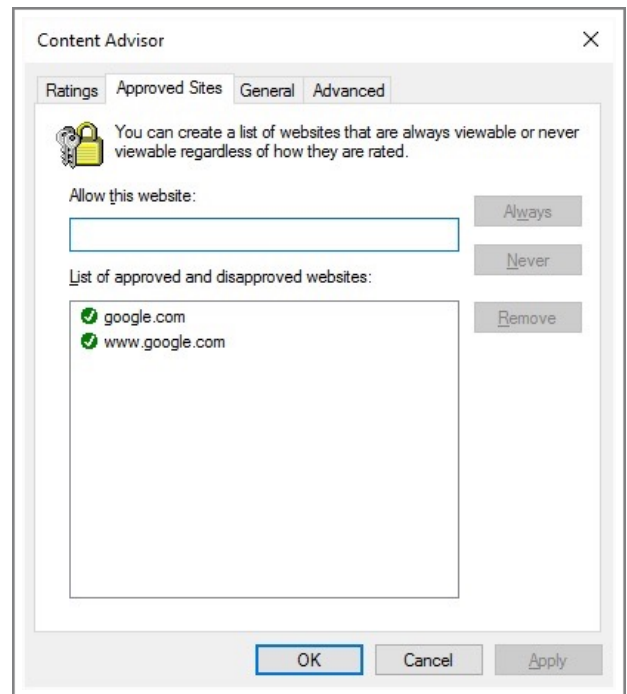 Content Advisor
Ratings Approved Sites General Advanced
You can create a list of websites that are always viewable or never
viewable regardless of how they are rated.
Allow this website:
Always
Never
List of approved and disapproved websites:
google.com
www.google.com
Remove
OK Cancel Apply